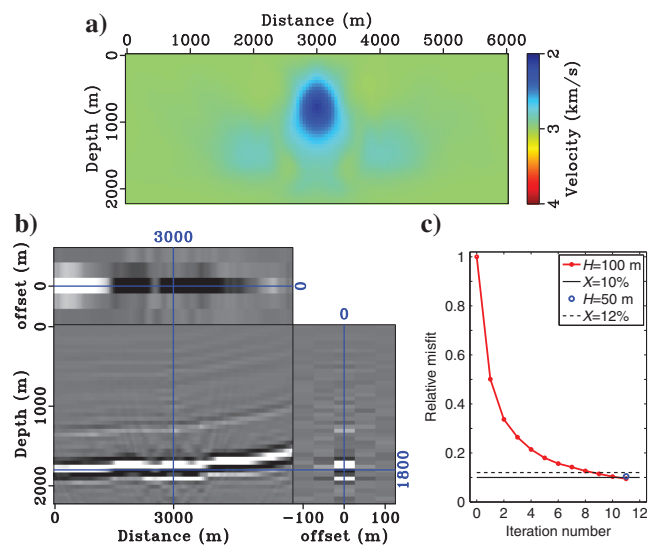 a)
Distance (m)
0 1000 2000 3000 4000 5000 6000
Depth (m)
0
1000
2000
Velocity (km/s)
2
3
4
b)
3000
offset (m)
0
0
0
Depth (m)
0
1000
2000
1800
0 3000
Distance (m)
-100 0 100
offset (m)
c)
Relative misfit
1
0.8
0.6
0.4
0.2
0
H=100 m
X=10%
H=50 m
X=12%
0 2 4 6 8 10 12
Iteration number